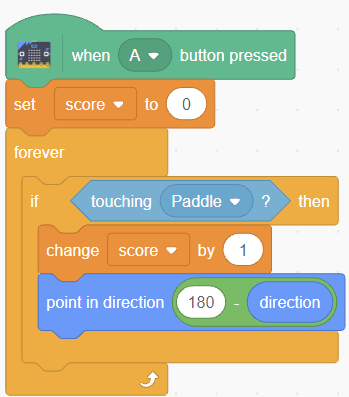 when A button pressed
set score to 0
forever
if touching Paddle ? then
change score by 1
point in direction 180 - direction